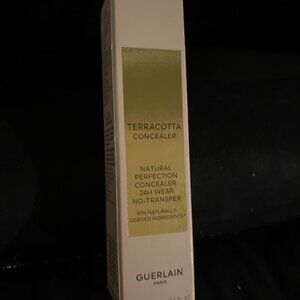 TERRACOTTA
CONCEALER
NATURAL
PERFECTION
CONCEALER
24H WEAR
NO-TRANSFER
95% NATURALLY-
DERIVED INGREDIENTS*
GUERLAIN
PARIS